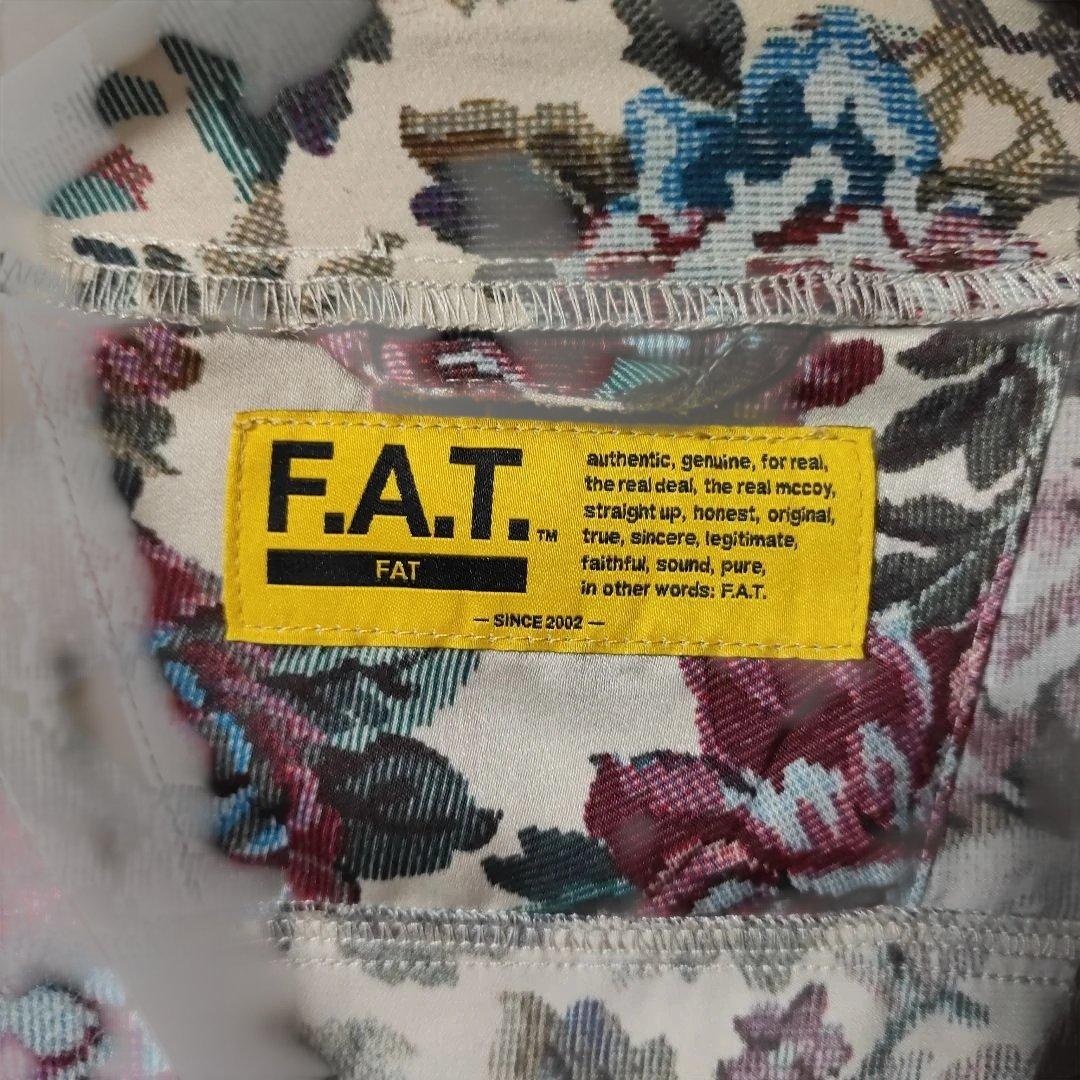 F.A.T.™
FAT
authentic, genuine, for real,
the real deal, the real mccoy,
straight up, honest, original,
true, sincere, legitimate,
faithful, sound, pure,
in other words: F.A.T.
— SINCE 2002 —